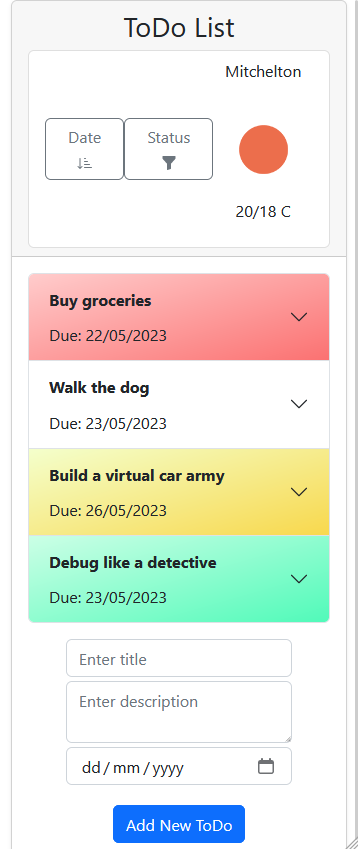 ToDo List
Mitchelton
Date
Status
20/18 C
Buy groceries
Due: 22/05/2023
Walk the dog
Due: 23/05/2023
Build a virtual car army
Due: 26/05/2023
Debug like a detective
Due: 23/05/2023
Enter title
Enter description
dd/mm/yyyy
Add New ToDo